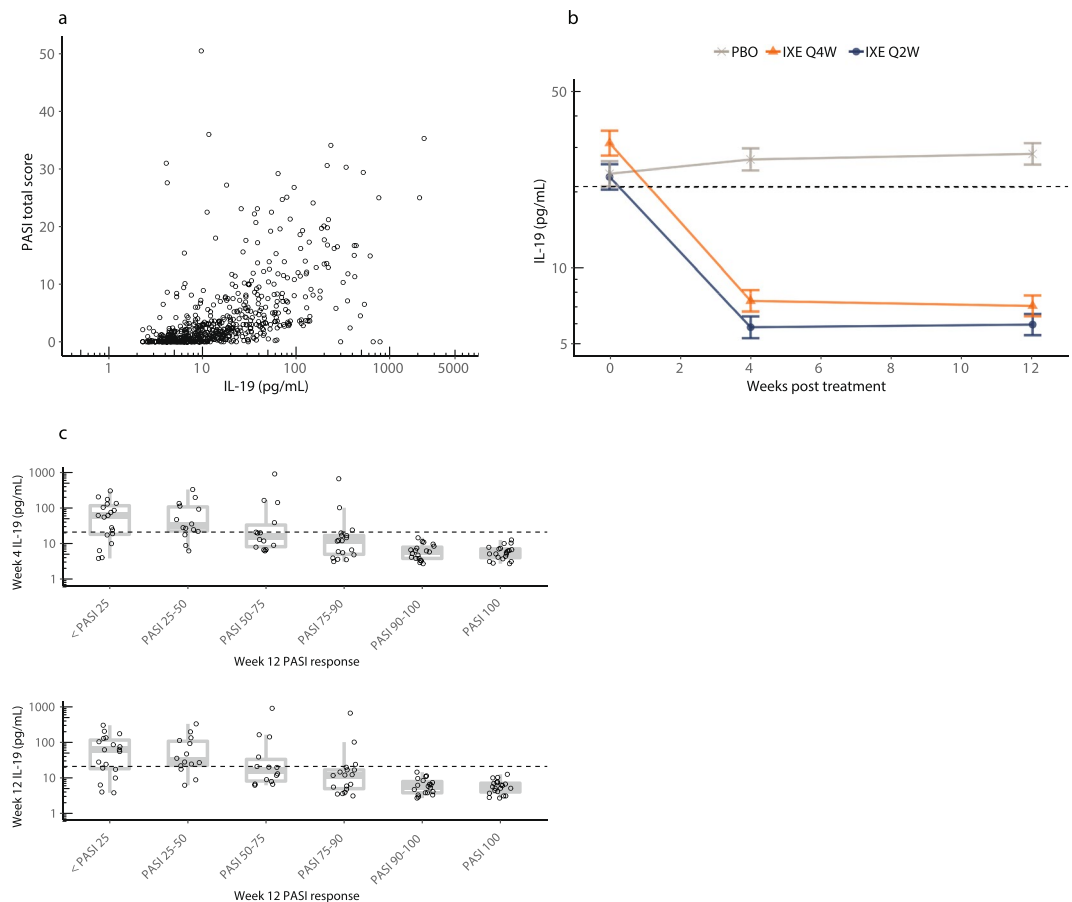 a
50
40
30
20
10
0
PASI total score
1
10
100
1000
5000
IL-19 (pg/mL)
b
PBO
IXE Q4W
IXE Q2W
50
10
5
IL-19 (pg/mL)
0
2
4
6
8
10
12
Weeks post treatment
c
1000
100
10
1
Week 4 IL-19 (pg/mL)
< PASI 25
PASI 25-50
PASI 50-75
PASI 75-90
PASI 90-100
PASI 100
Week 12 PASI response
1000
100
10
1
Week 12 IL-19 (pg/mL)
< PASI 25
PASI 25-50
PASI 50-75
PASI 75-90
PASI 90-100
PASI 100
Week 12 PASI response